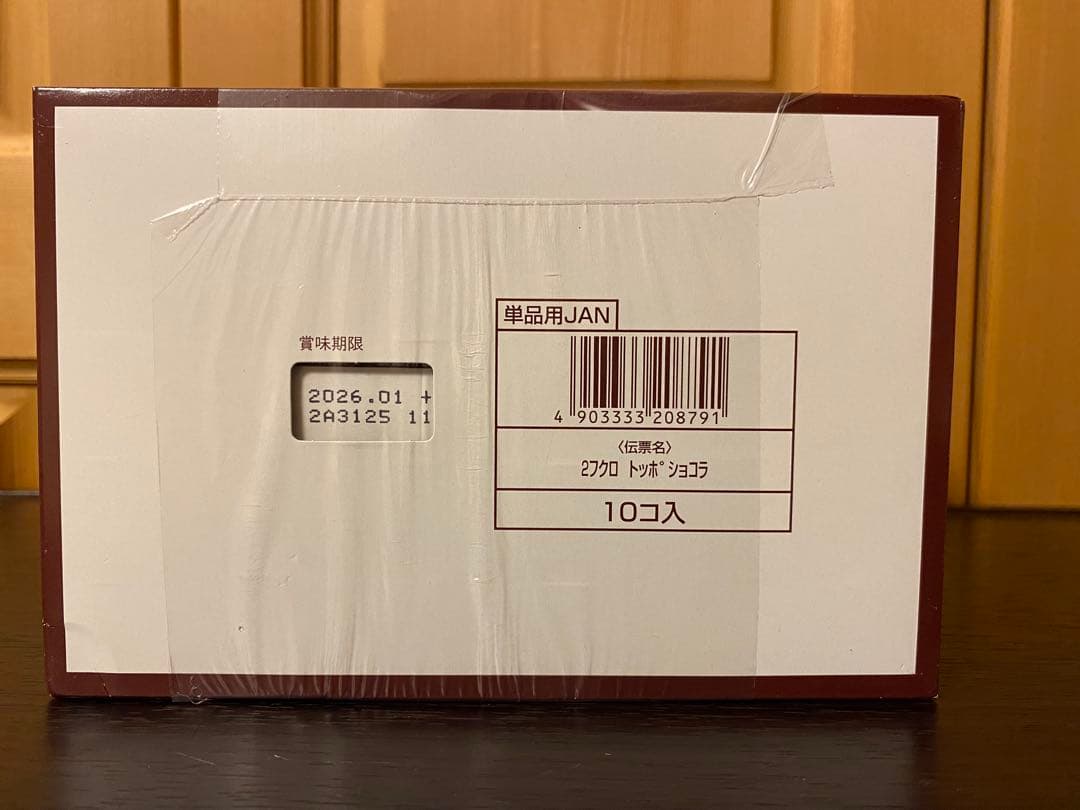 賞味期限
2026.01 +
2A3125 11
単品用JAN
4 903333 208791
〈伝票名〉
2フクロ トッポショコラ
10コ入